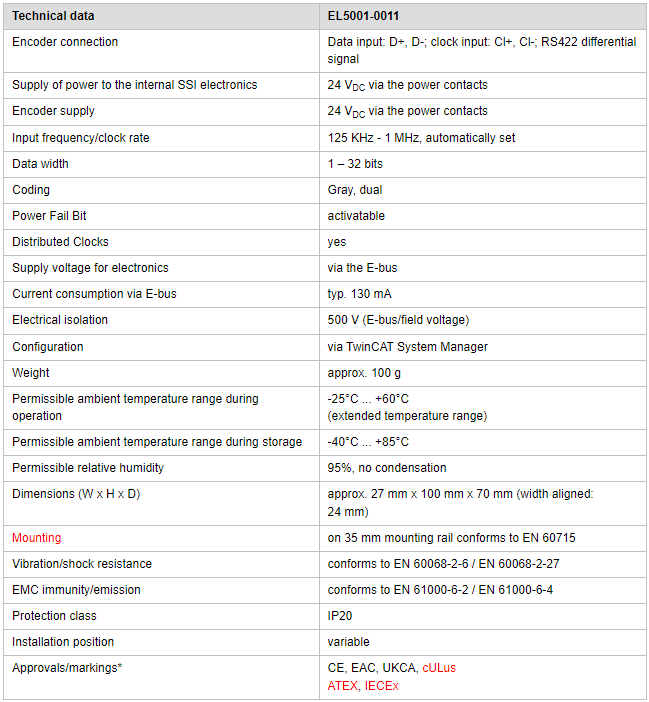 Technical data EL5001-0011
Encoder connection Data input: D+, D-; clock input: Cl+, Cl-; RS422 differential
signal
Supply of power to the internal SSI electronics 24 VDC via the power contacts
Encoder supply 24 VDC via the power contacts
Input frequency/clock rate 125 KHz - 1 MHz, automatically set
Data width 1 – 32 bits
Coding Gray, dual
Power Fail Bit activatable
Distributed Clocks yes
Supply voltage for electronics via the E-bus
Current consumption via E-bus typ. 130 mA
Electrical isolation 500 V (E-bus/field voltage)
Configuration via TwinCAT System Manager
Weight approx. 100 g
Permissible ambient temperature range during -25°C ... +60°C
operation (extended temperature range)
Permissible ambient temperature range during storage -40°C ... +85°C
Permissible relative humidity 95%, no condensation
Dimensions (W x H x D) approx. 27 mm x 100 mm x 70 mm (width aligned:
24 mm)
Mounting on 35 mm mounting rail conforms to EN 60715
Vibration/shock resistance conforms to EN 60068-2-6 / EN 60068-2-27
EMC immunity/emission conforms to EN 61000-6-2 / EN 61000-6-4
Protection class IP20
Installation position variable
Approvals/markings* CE, EAC, UKCA, cULus
ATEX, IECEx